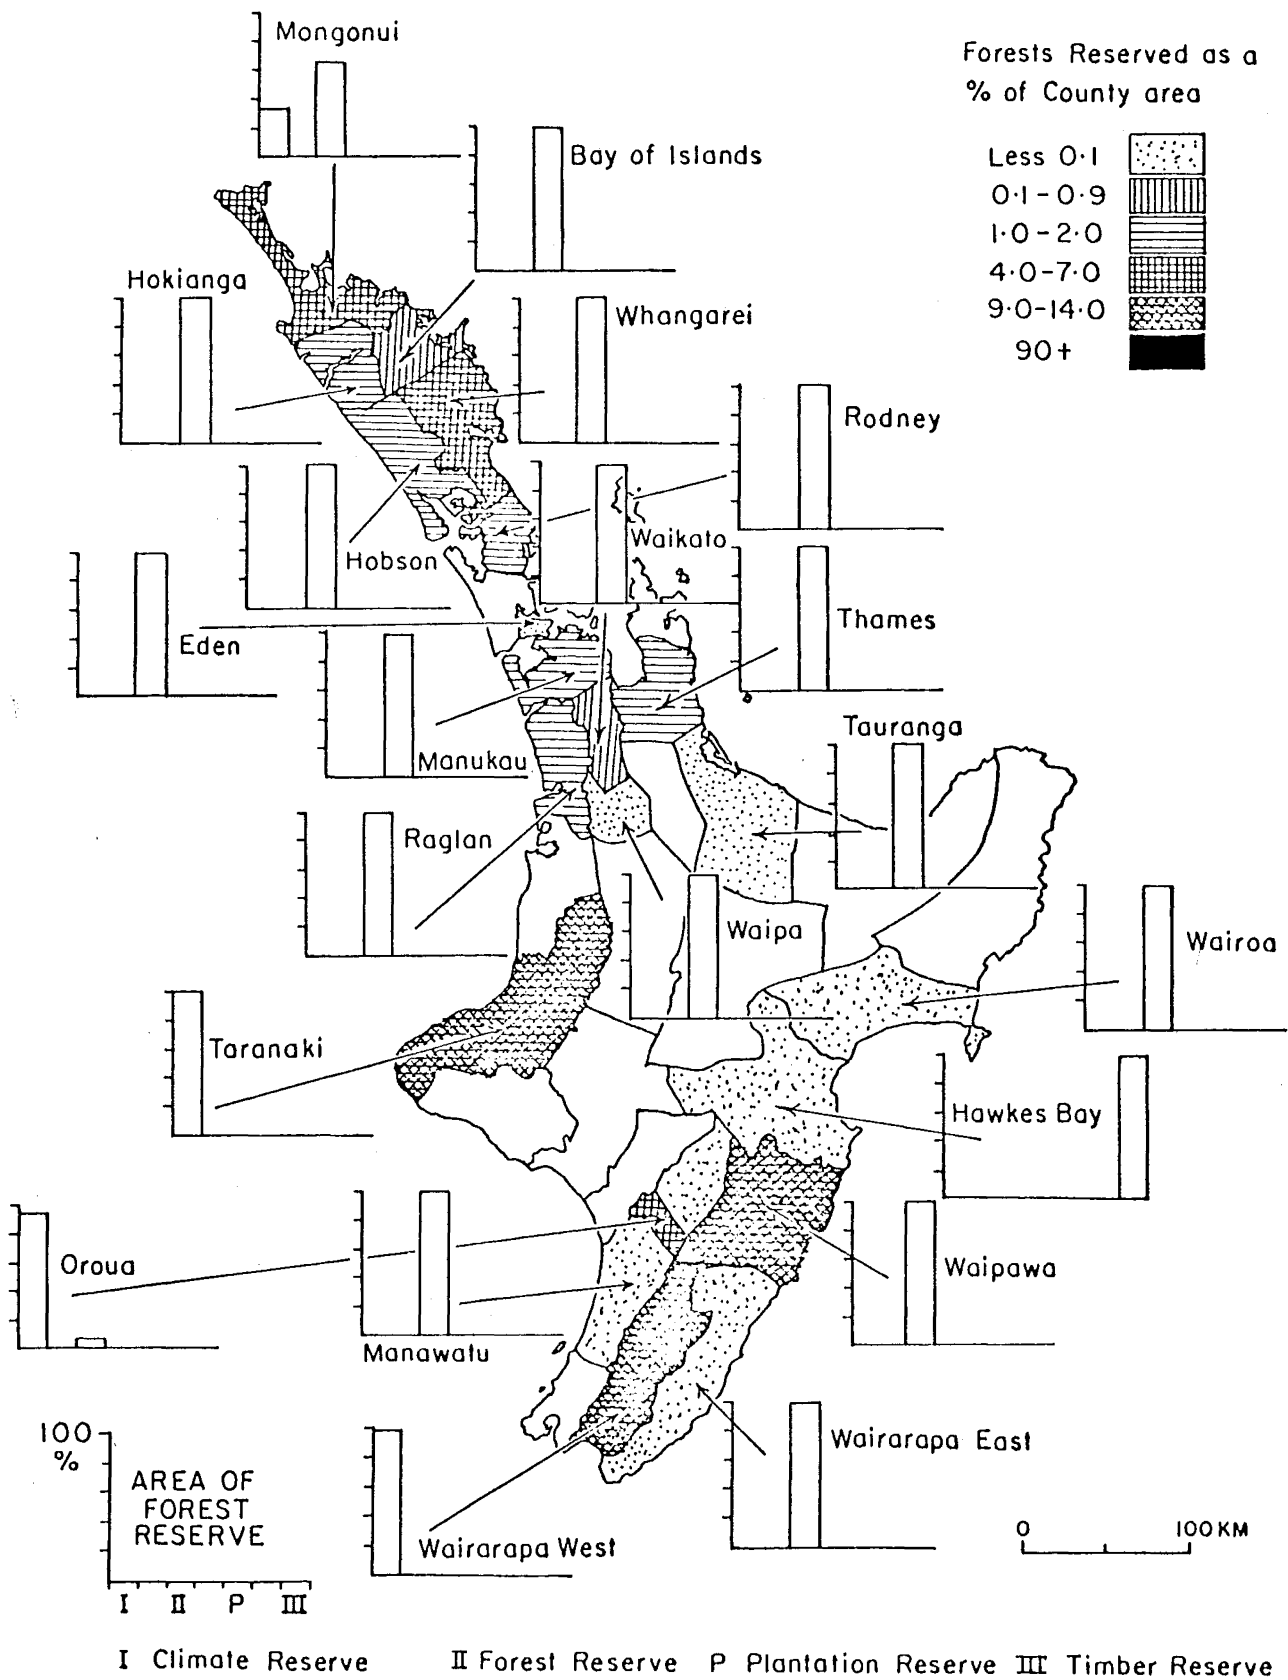 Mongonui
Forests Reserved as a
% of County area
Less 0·1
0·1-0·9
1·0-2·0
4·0-7·0
9·0-14·0
90+
Bay of Islands
Hokianga
Whangarei
Rodney
Waikato
Hobson
Thames
Eden
Tauranga
Manukau
Raglan
Waipa
Wairoa
Taranaki
Hawkes Bay
Oroua
Waipawa
Manawatu
Wairarapa East
100
%
AREA OF
FOREST
RESERVE
I II P III
Wairarapa West
0 100KM
I Climate Reserve II Forest Reserve P Plantation Reserve III Timber Reserve